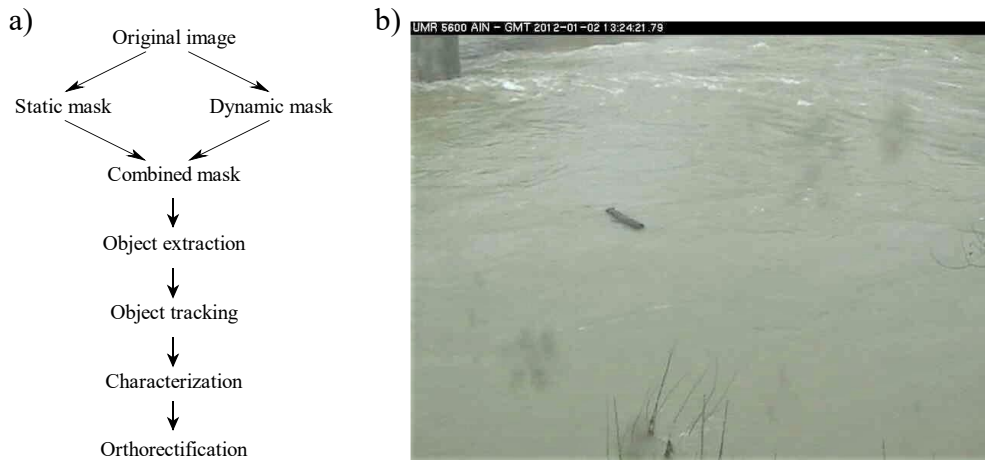 a)
Original image
Static mask
Dynamic mask
Combined mask
Object extraction
Object tracking
Characterization
Orthorectification
b)
UMR 5600 AIN - GMT 2012-01-02 13:24:21.79